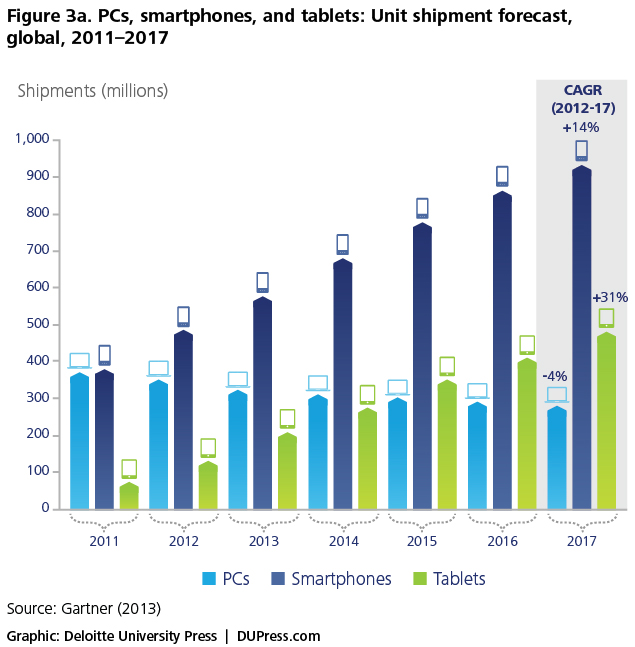 Figure 3a. PCs, smartphones, and tablets: Unit shipment forecast,
global, 2011–2017
Shipments (millions)
CAGR
(2012-17)
+14%
1,000
900
800
700
600
500
400
300
200
100
0
+31%
-4%
2011 2012 2013 2014 2015 2016 2017
PCs Smartphones Tablets
Source: Gartner (2013)
Graphic: Deloitte University Press | DUPress.com